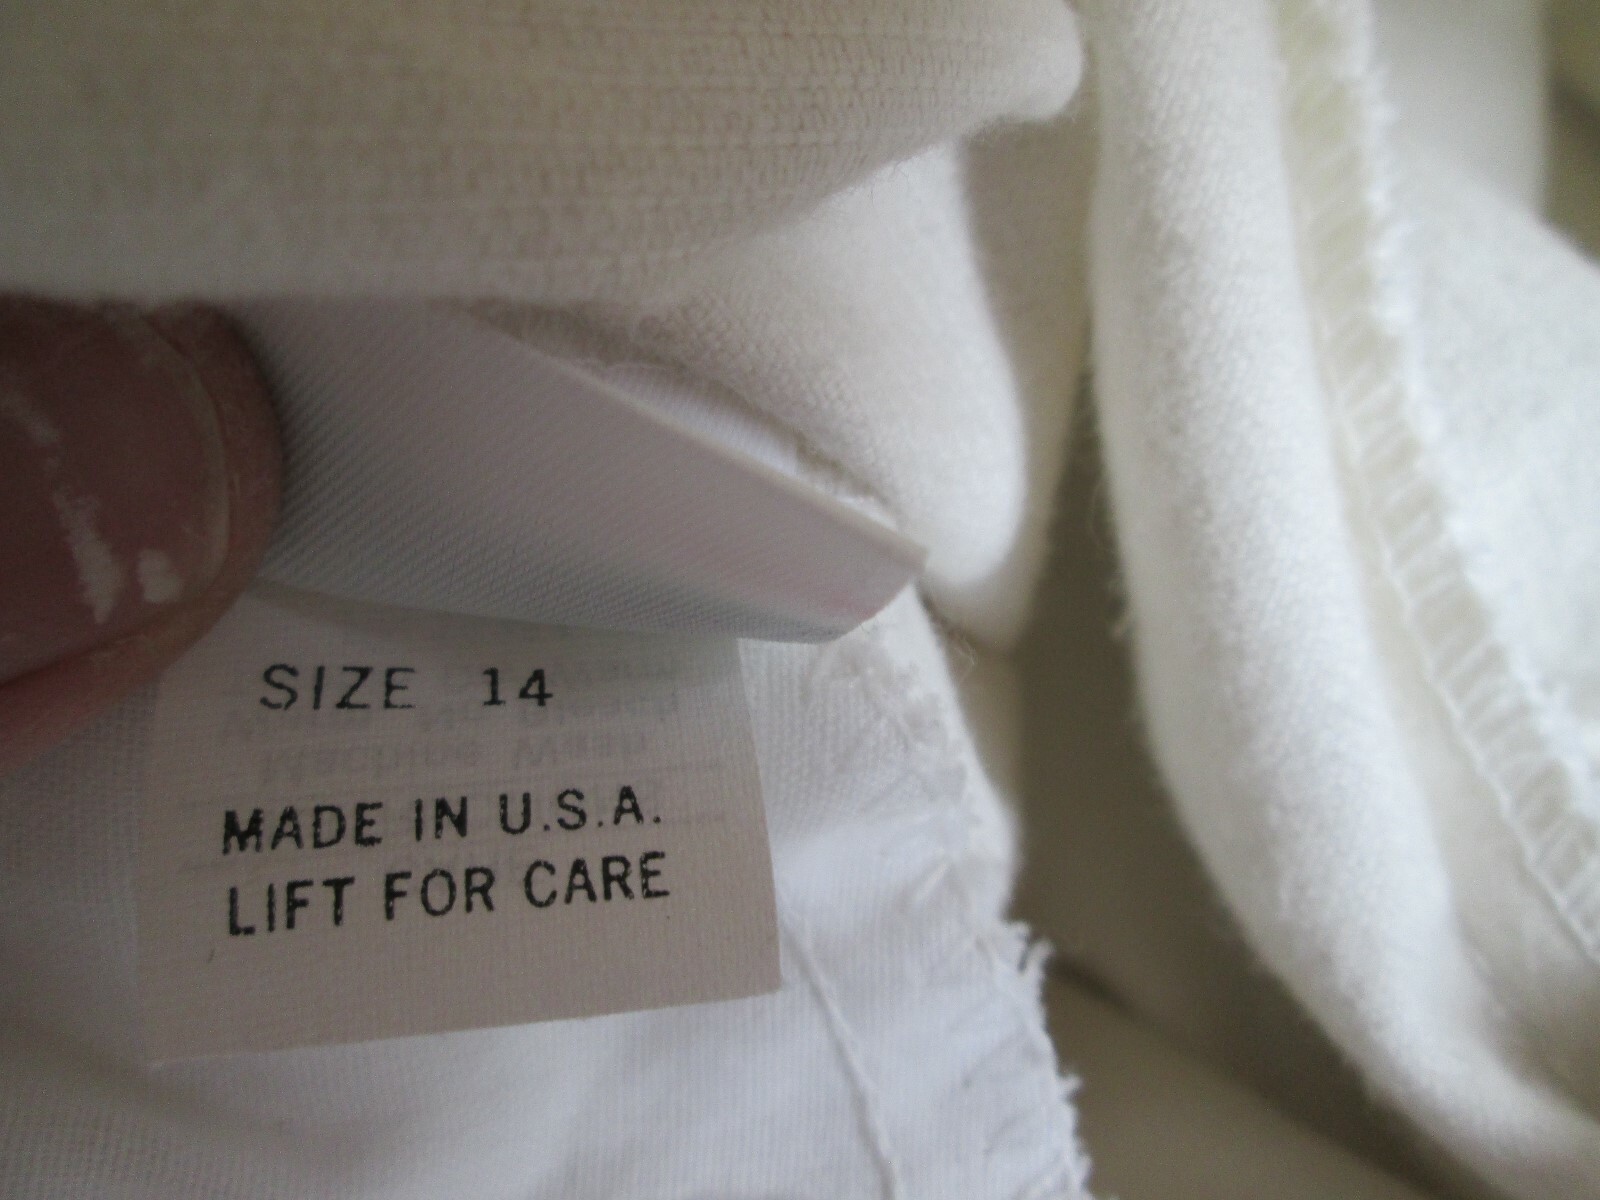 SIZE 14
MADE IN U.S.A.
LIFT FOR CARE